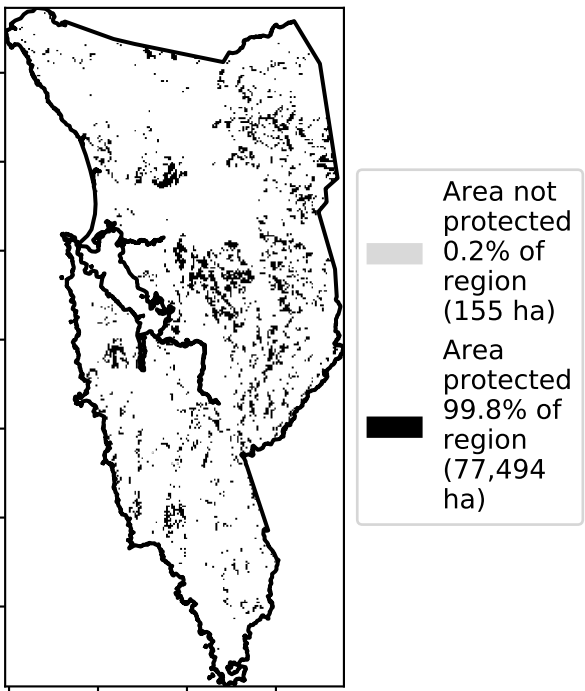 Area not
protected
0.2% of
region
(155 ha)
Area
protected
99.8% of
region
(77,494
ha)